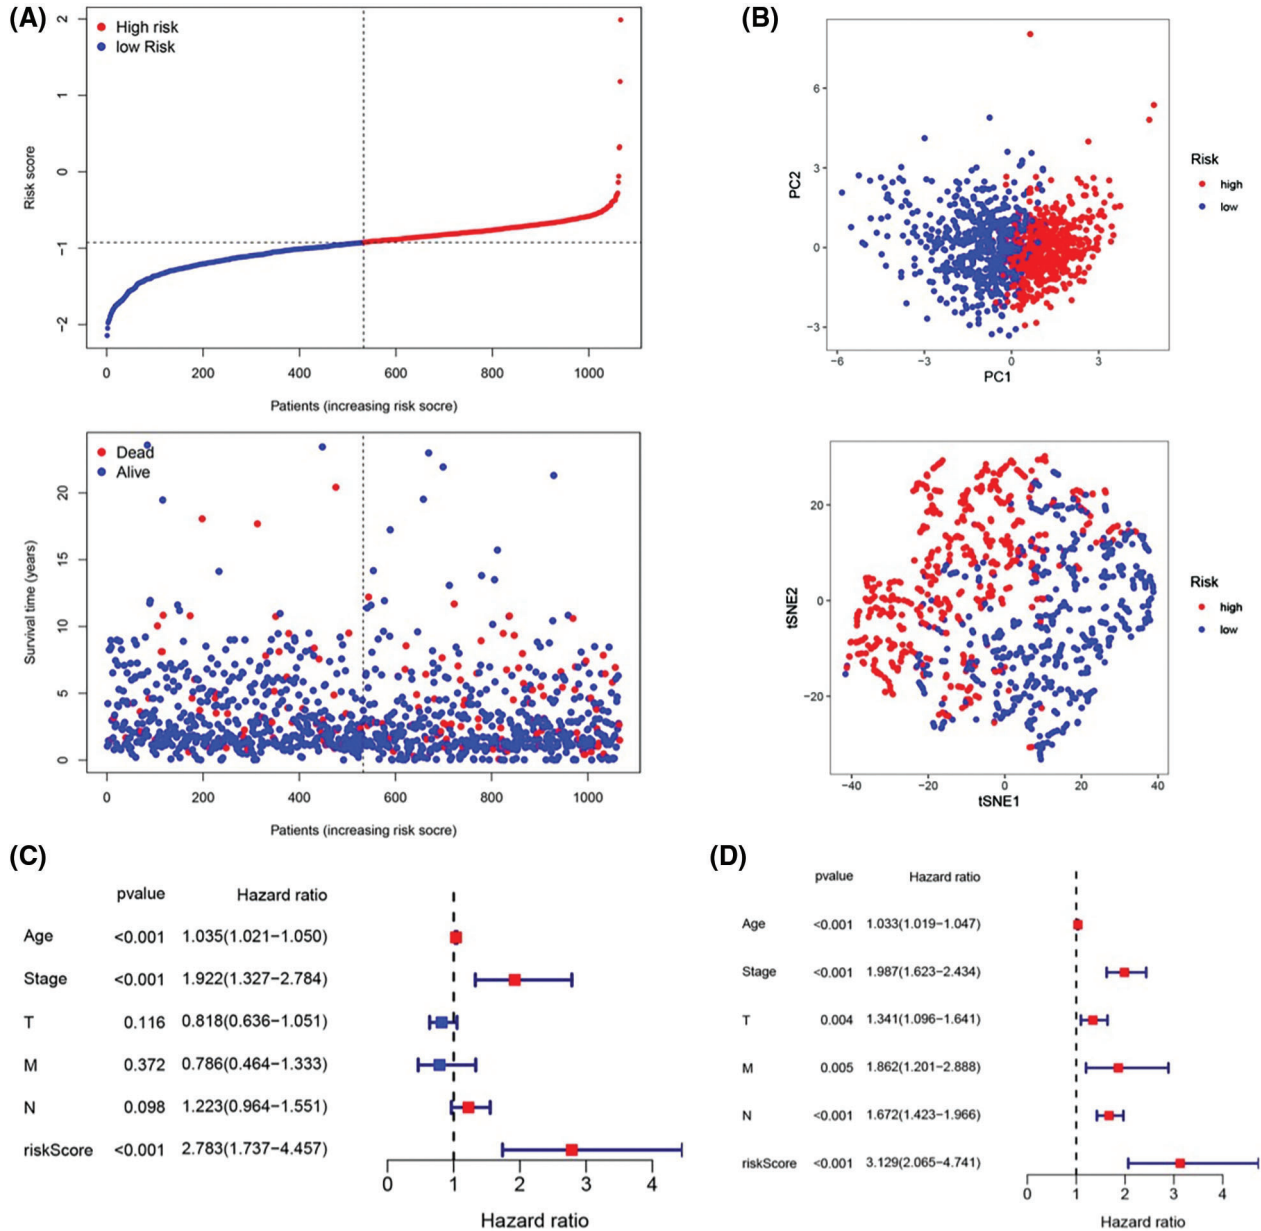 (A)
High risk
low Risk
Risk score
2
1
0
−1
−2
0 200 400 600 800 1000
Patients (increasing risk socre)
Dead
Alive
Survival time (years)
20
15
10
5
0
0 200 400 600 800 1000
Patients (increasing risk socre)
(B)
PC2
6
3
0
−3
−6 −3 0 3
PC1
Risk
high
low
tSNE2
20
0
−20
−40 −20 0 20 40
tSNE1
Risk
high
low
(C)
pvalue Hazard ratio
Age <0.001 1.035(1.021−1.050)
Stage <0.001 1.922(1.327−2.784)
T 0.116 0.818(0.636−1.051)
M 0.372 0.786(0.464−1.333)
N 0.098 1.223(0.964−1.551)
riskScore <0.001 2.783(1.737−4.457)
0 1 2 3 4
Hazard ratio
(D)
pvalue Hazard ratio
Age <0.001 1.033(1.019−1.047)
Stage <0.001 1.987(1.623−2.434)
T 0.004 1.341(1.096−1.641)
M 0.005 1.862(1.201−2.888)
N <0.001 1.672(1.423−1.966)
riskScore <0.001 3.129(2.065−4.741)
0 1 2 3 4
Hazard ratio